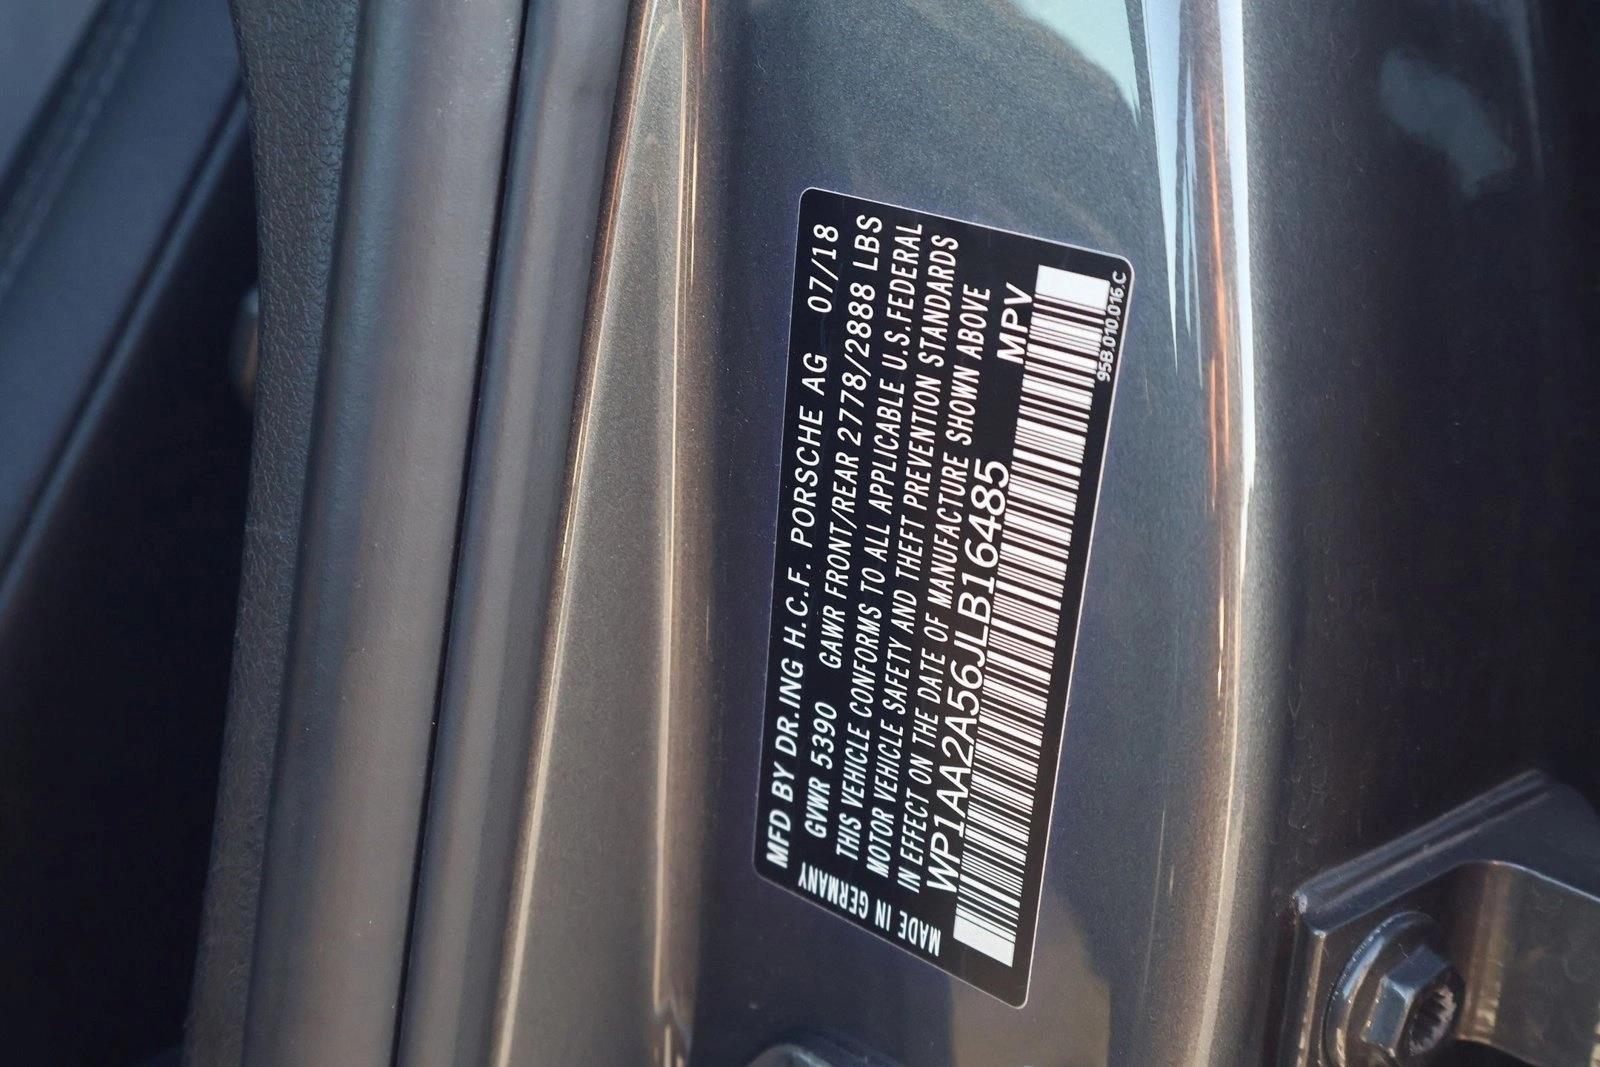 MFD BY DR.ING H.C.F. PORSCHE AG 07/18
GVWR 5390 GAWR FRONT/REAR 2778/2888 LBS
THIS VEHICLE CONFORMS TO ALL APPLICABLE U.S. FEDERAL
MOTOR VEHICLE SAFETY AND THEFT PREVENTION STANDARDS
IN EFFECT ON THE DATE OF MANUFACTURE SHOWN ABOVE
WP1AA2A56JLB16485 MPV
95B.010.016.C
MADE IN GERMANY